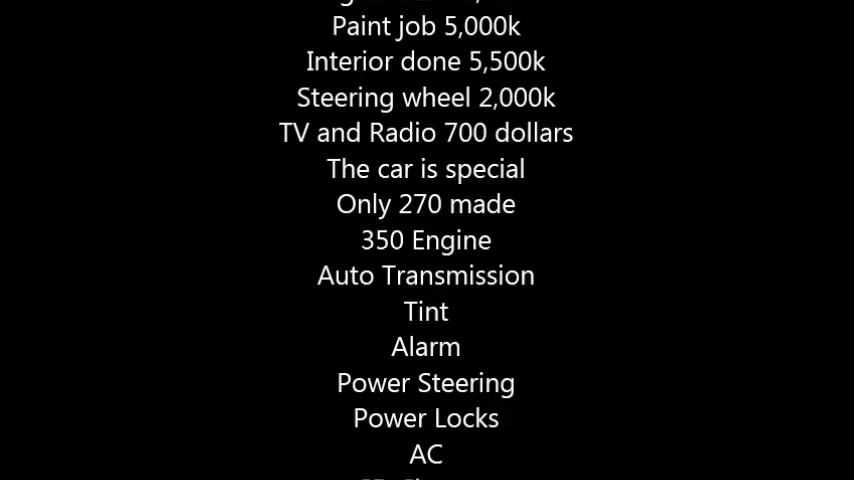 Paint job 5,000k
Interior done 5,500k
Steering wheel 2,000k
TV and Radio 700 dollars
The car is special
Only 270 made
350 Engine
Auto Transmission
Tint
Alarm
Power Steering
Power Locks
AC